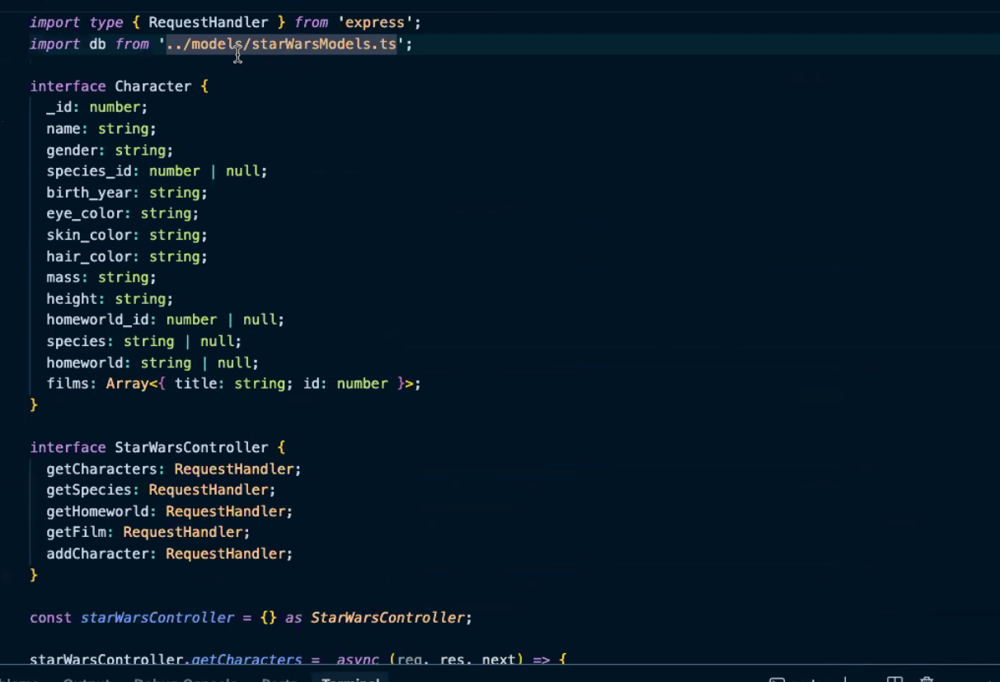 import type { RequestHandler } from 'express';
import db from '../models/starWarsModels.ts';
interface Character {
_id: number;
name: string;
gender: string;
species_id: number | null;
birth_year: string;
eye_color: string;
skin_color: string;
hair_color: string;
mass: string;
height: string;
homeworld_id: number | null;
species: string | null;
homeworld: string | null;
films: Array<{ title: string; id: number }>;
}
interface StarWarsController {
getCharacters: RequestHandler;
getSpecies: RequestHandler;
getHomeworld: RequestHandler;
getFilm: RequestHandler;
addCharacter: RequestHandler;
}
const starWarsController = {} as StarWarsController;
starWarsController.getCharacters = async (req, res, next) => {
Output Debug Console Ports Terminal